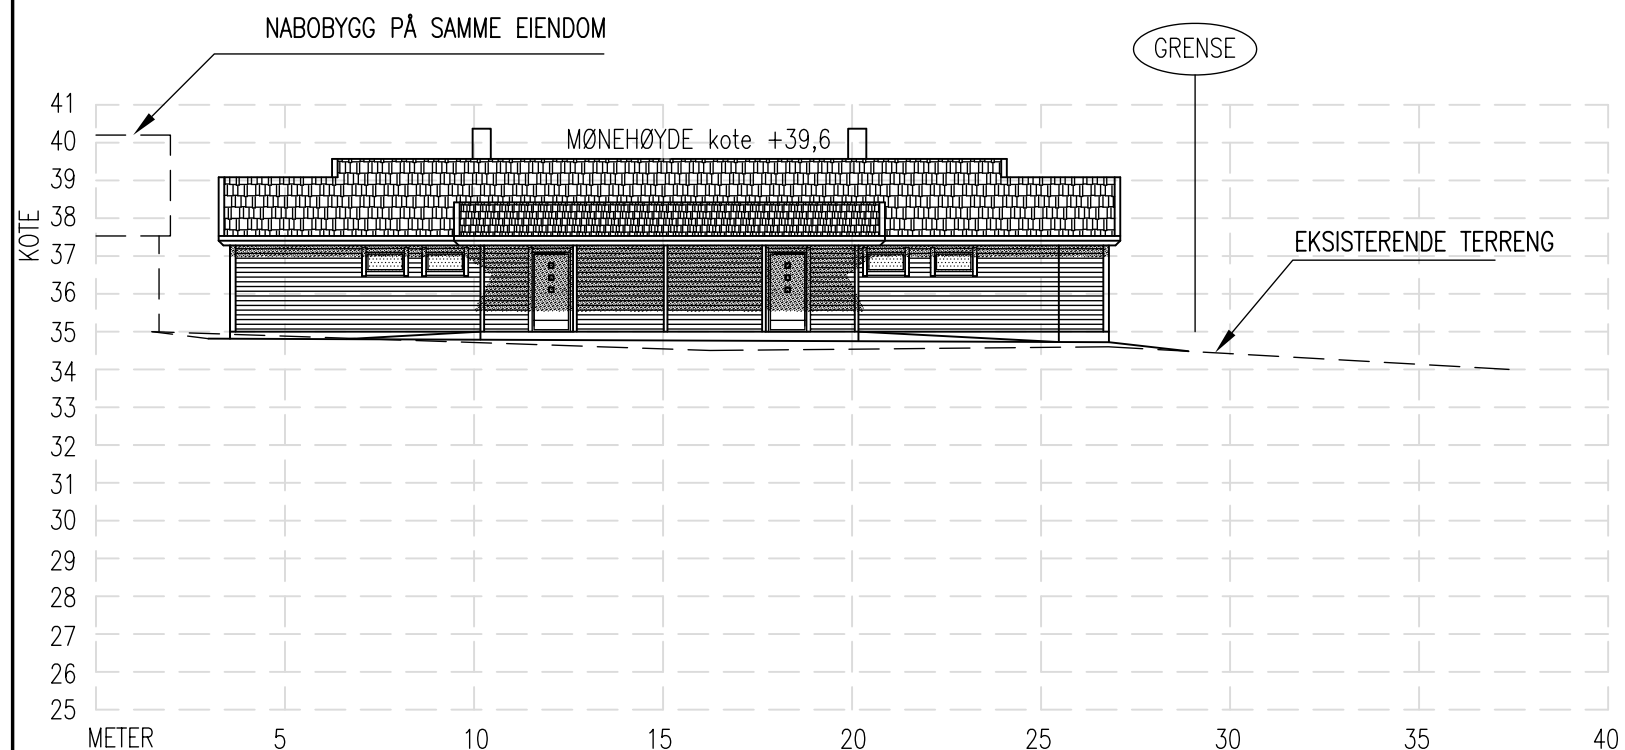 NABOBYGG PÅ SAMME EIENDOM
GRENSE
41
40
MØNEHØYDE kote +39,6
39
38
KOTE
37
EKSISTERENDE TERRENG
36
35
34
33
32
31
30
29
28
27
26
25
METER 5 10 15 20 25 30 35 40